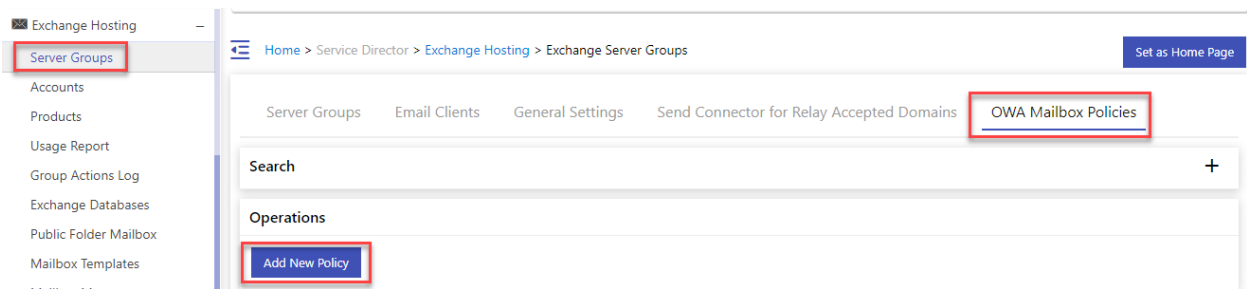 Exchange Hosting
Server Groups
Accounts
Products
Usage Report
Group Actions Log
Exchange Databases
Public Folder Mailbox
Mailbox Templates
Home > Service Director > Exchange Hosting > Exchange Server Groups
Set as Home Page
Server Groups Email Clients General Settings Send Connector for Relay Accepted Domains OWA Mailbox Policies
Search
Operations
Add New Policy